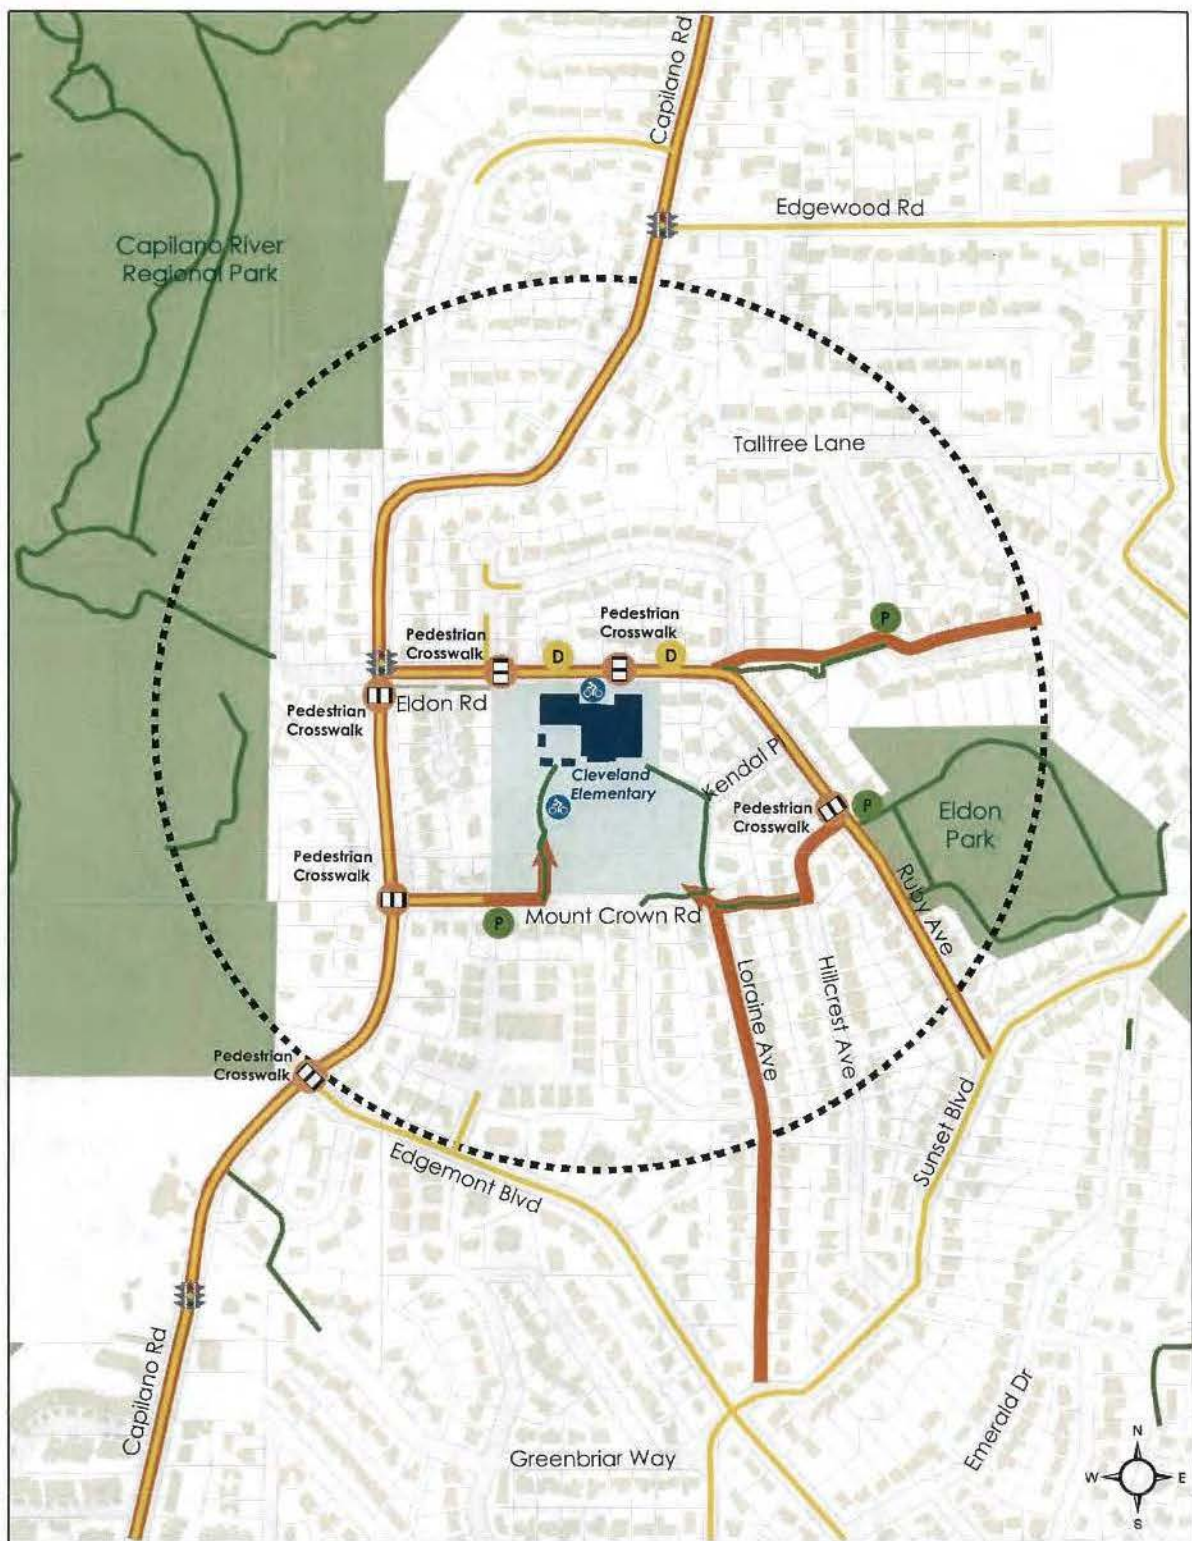 Capilano Rd
Edgewood Rd
Capilano River
Regional Park
Talltree Lane
Pedestrian
Crosswalk
Pedestrian
Crosswalk
P
D
D
Pedestrian
Crosswalk
Eldon Rd
Cleveland
Elementary
Kendal Pl
Pedestrian
Crosswalk
P
Eldon
Park
Pedestrian
Crosswalk
P
Mount Crown Rd
Ruby Ave
Loraine Ave
Hillcrest Ave
Pedestrian
Crosswalk
Edgemont Blvd
Sunset Blvd
Capilano Rd
Greenbriar Way
Emerald Dr
N
W
E
S